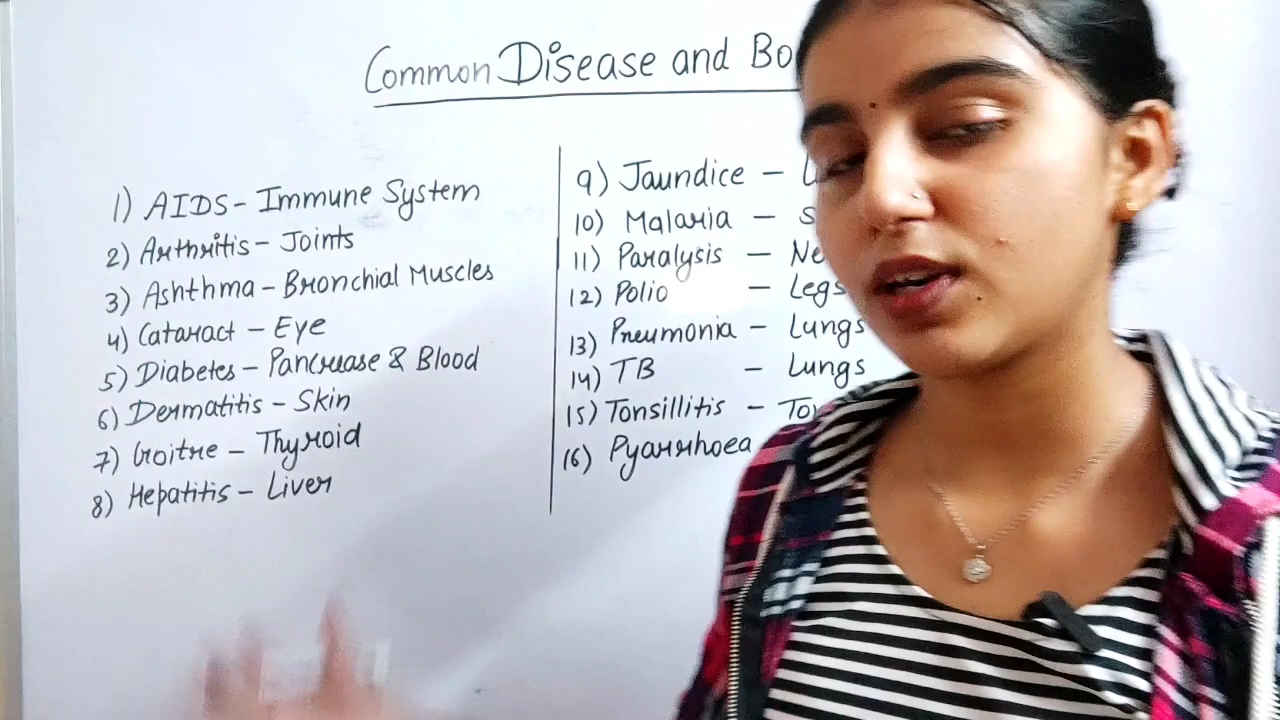 Common Disease and Bo
1) AIDS - Immune System
2) Arthritis - Joints
3) Ashthma - Bronchial Muscles
4) Cataract - Eye
5) Diabetes - Pancrease & Blood
6) Dermatitis - Skin
7) Goitre - Thyroid
8) Hepatitis - Liver
9) Jaundice - L
10) Malaria - S
11) Paralysis - Ne
12) Polio - Legs
13) Pneumonia - Lungs
14) TB - Lungs
15) Tonsillitis - To
16) Pyarrhoea